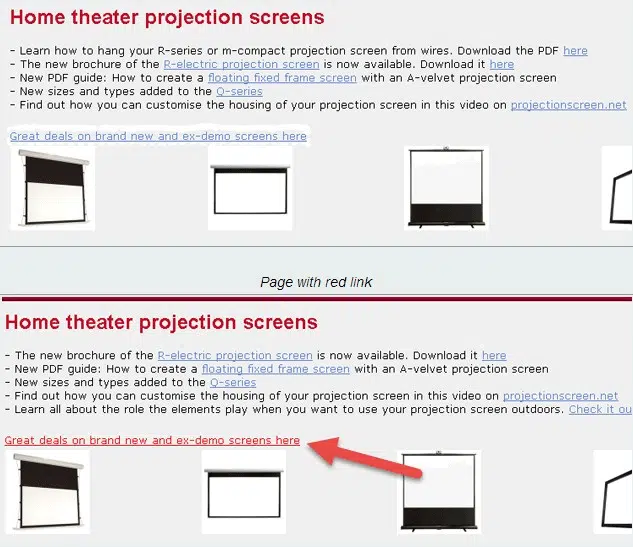 Home theater projection screens
- Learn how to hang your R-series or m-compact projection screen from wires. Download the PDF here
- The new brochure of the R-electric projection screen is now available. Download it here
- New PDF guide: How to create a floating fixed frame screen with an A-velvet projection screen
- New sizes and types added to the Q-series
- Find out how you can customise the housing of your projection screen in this video on projectionscreen.net
Great deals on brand new and ex-demo screens here
Page with red link
Home theater projection screens
- The new brochure of the R-electric projection screen is now available. Download it here
- New PDF guide: How to create a floating fixed frame screen with an A-velvet projection screen
- New sizes and types added to the Q-series
- Find out how you can customise the housing of your projection screen in this video on projectionscreen.net
- Learn all about the role the elements play when you want to use your projection screen outdoors. Check it ou
Great deals on brand new and ex-demo screens here